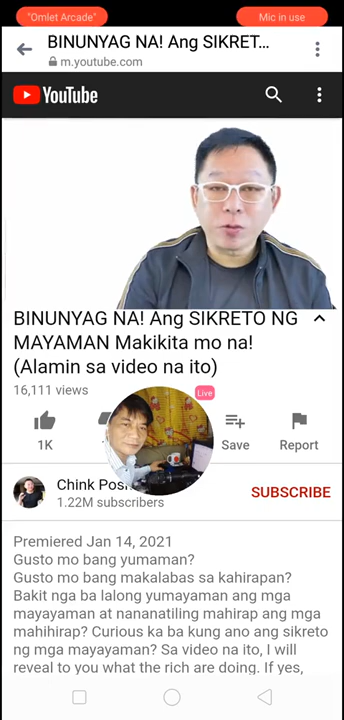 "Omlet Arcade"
Mic in use
BINUNYAG NA! Ang SIKRET...
m.youtube.com
YouTube
BINUNYAG NA! Ang SIKRETO NG
MAYAMAN Makikita mo na!
(Alamin sa video na ito)
16,111 views
Live
1K
Save
Report
Chink
1.22M subscribers
SUBSCRIBE
Premiered Jan 14, 2021
Gusto mo bang yumaman?
Gusto mo bang makalabas sa kahirapan?
Bakit nga ba lalong yumayaman ang mga
mayayaman at nananatiling mahirap ang mga
mahihirap? Curious ka ba kung ano ang sikreto
ng mga mayayaman? Sa video na ito, I will
reveal to you what the rich are doing. If yes,